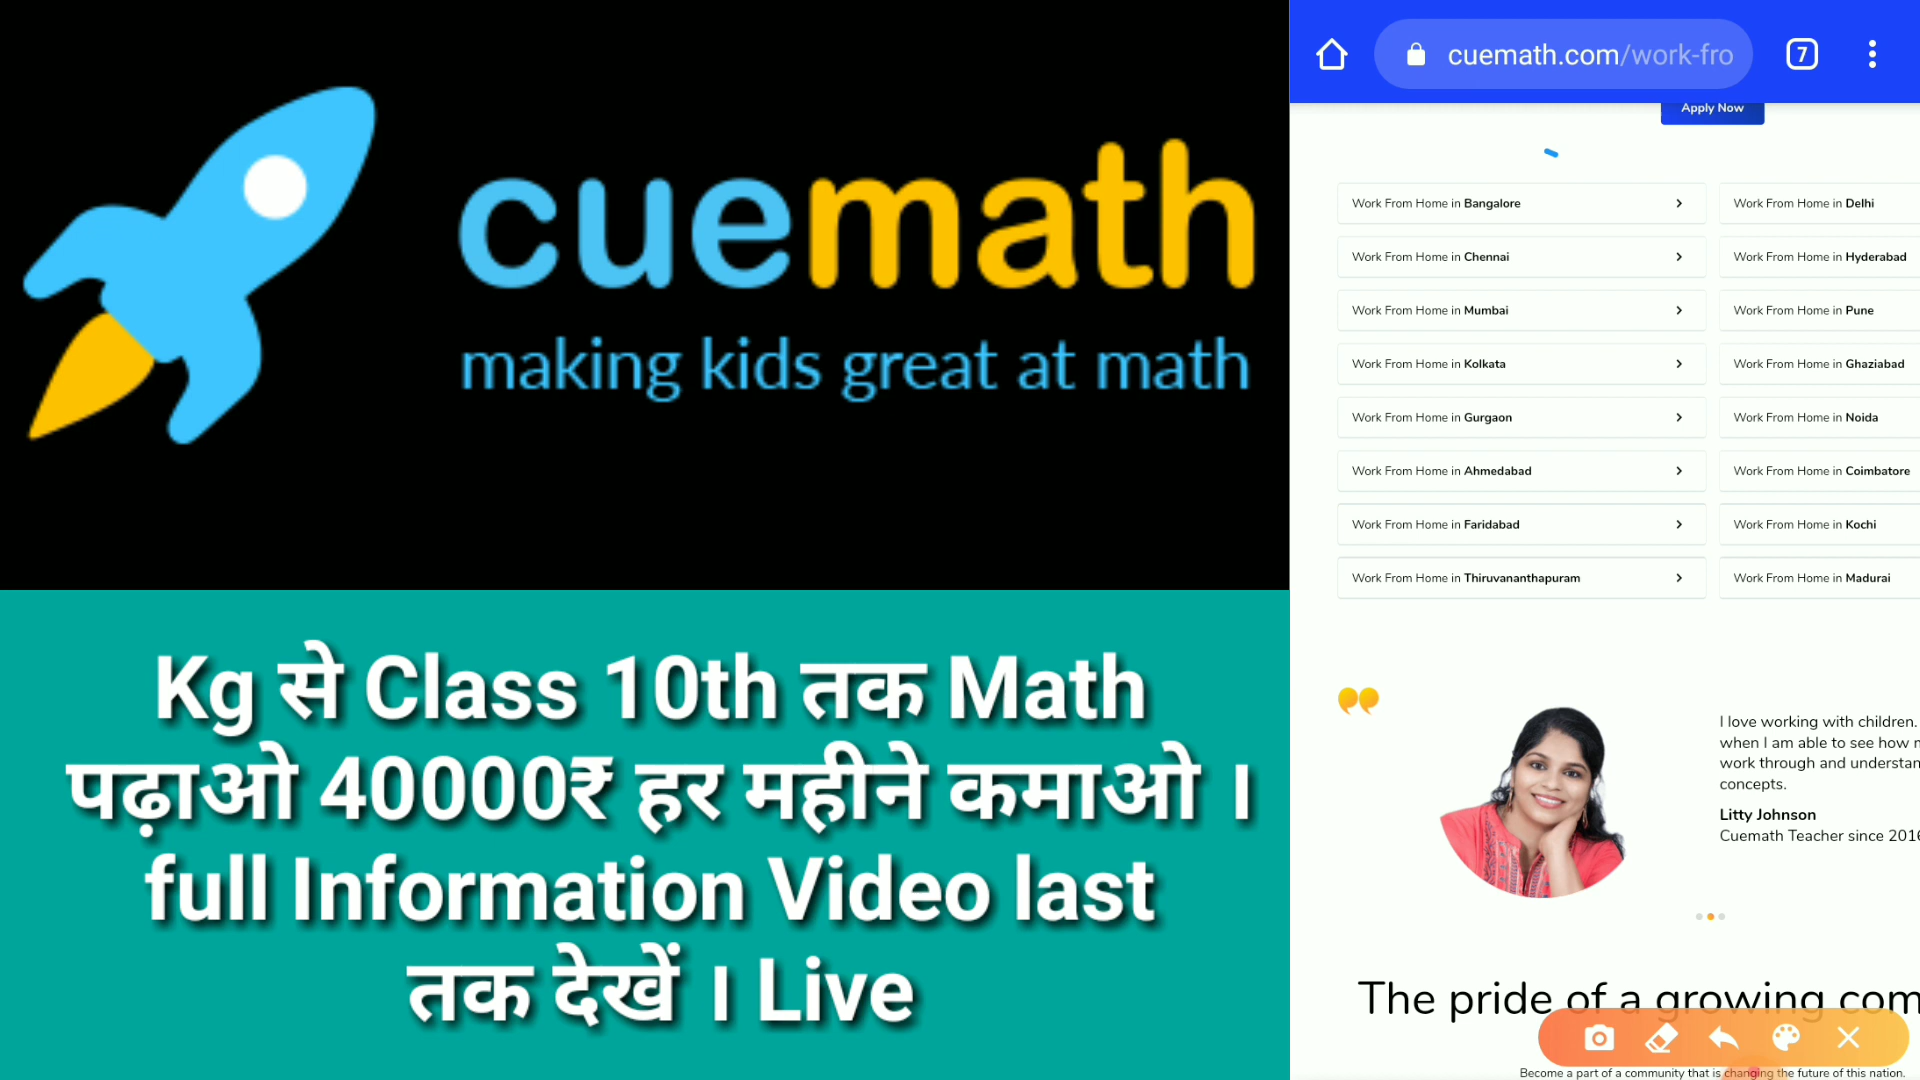 cuemath
making kids great at math
Kg से Class 10th तक Math
पढ़ाओ 40000₹ हर महीने कमाओ ।
full Information Video last
तक देखें । Live
cuemath.com/work-fro
7
Apply Now
Work From Home in Bangalore
Work From Home in Delhi
Work From Home in Chennai
Work From Home in Hyderabad
Work From Home in Mumbai
Work From Home in Pune
Work From Home in Kolkata
Work From Home in Ghaziabad
Work From Home in Gurgaon
Work From Home in Noida
Work From Home in Ahmedabad
Work From Home in Coimbatore
Work From Home in Faridabad
Work From Home in Kochi
Work From Home in Thiruvananthapuram
Work From Home in Madurai
I love working with children.
when I am able to see how
work through and understan
concepts.
Litty Johnson
Cuemath Teacher since 2016
The pride of a growing com
Become a part of a community that is changing the future of this nation.